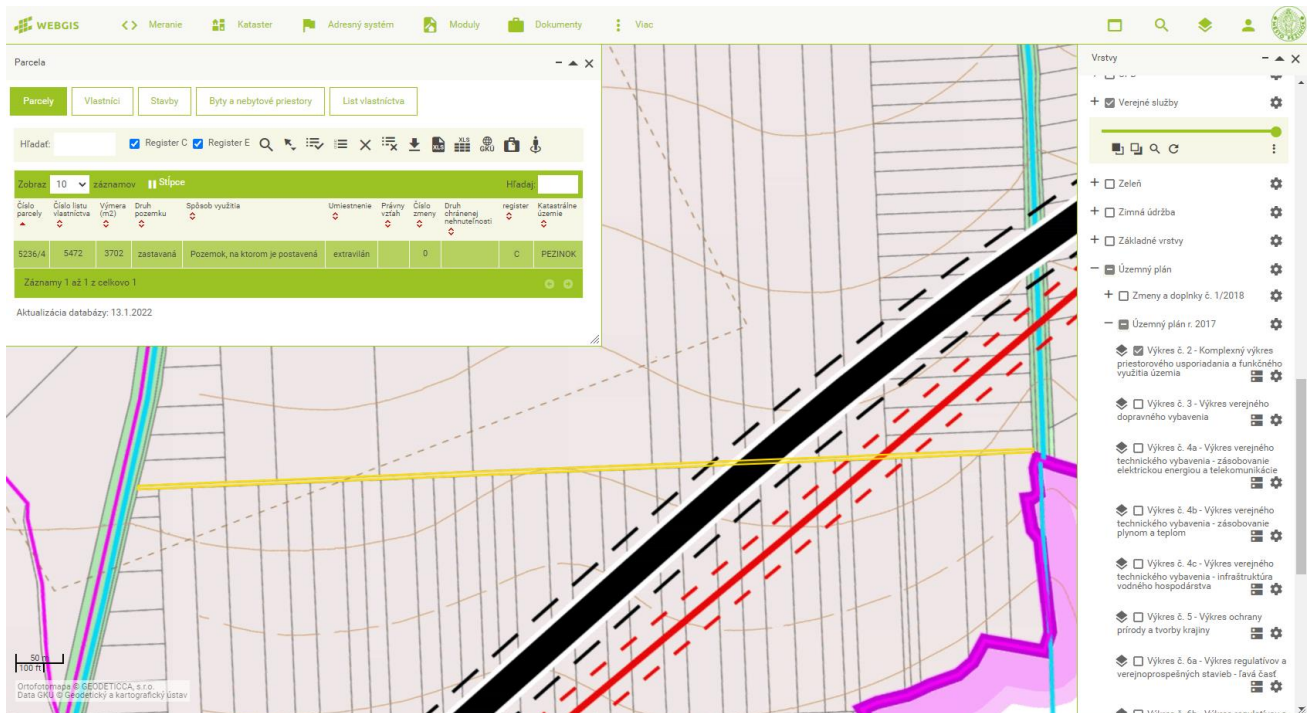 WEBGIS
Meranie
Kataster
Adresný systém
Moduly
Dokumenty
Viac
Parcela
Parcely
Vlastníci
Stavby
Byty a nebytové priestory
List vlastníctva
Hľadať:
Register C
Register E
XLS
XLS
GKU
Zobraz 10 záznamov Stĺpce Hľadaj:
Číslo parcely
Číslo listu vlastníctva
Výmera (m2)
Druh pozemku
Spôsob využitia
Umiestnenie
Právny vzťah
Číslo zmeny
Druh chránenej nehnuteľnosti
register
Katastrálne územie
5236/4 5472 3702 zastavaná Pozemok, na ktorom je postavená extravilán 0 C PEZINOK
Záznamy 1 až 1 z celkovo 1
Aktualizácia databázy: 13.1.2022
50 m
100 ft
Ortofotomapa © GEODETICCA, s.r.o.
Data GKÚ © Geodetický a kartografický ústav
Vrstvy
Verejné služby
Zeleň
Zimná údržba
Základné vrstvy
Územný plán
Zmeny a doplnky č. 1/2018
Územný plán r. 2017
Výkres č. 2 - Komplexný výkres
priestorového usporiadania a funkčného
využitia územia
Výkres č. 3 - Výkres verejného
dopravného vybavenia
Výkres č. 4a - Výkres verejného
technického vybavenia - zásobovanie
elektrickou energiou a telekomunikácie
Výkres č. 4b - Výkres verejného
technického vybavenia - zásobovanie
plynom a teplom
Výkres č. 4c - Výkres verejného
technického vybavenia - infraštruktúra
vodného hospodárstva
Výkres č. 5 - Výkres ochrany
prírody a tvorby krajiny
Výkres č. 6a - Výkres regulatívov a
verejnoprospešných stavieb - ľavá časť